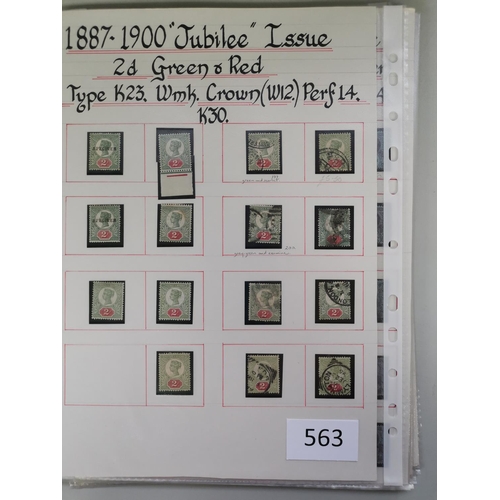 1887-1900 "Jubilee" Issue
2d Green & Red
Type K23. Wmk. Crown (W12) Perf 14.
K30.
563